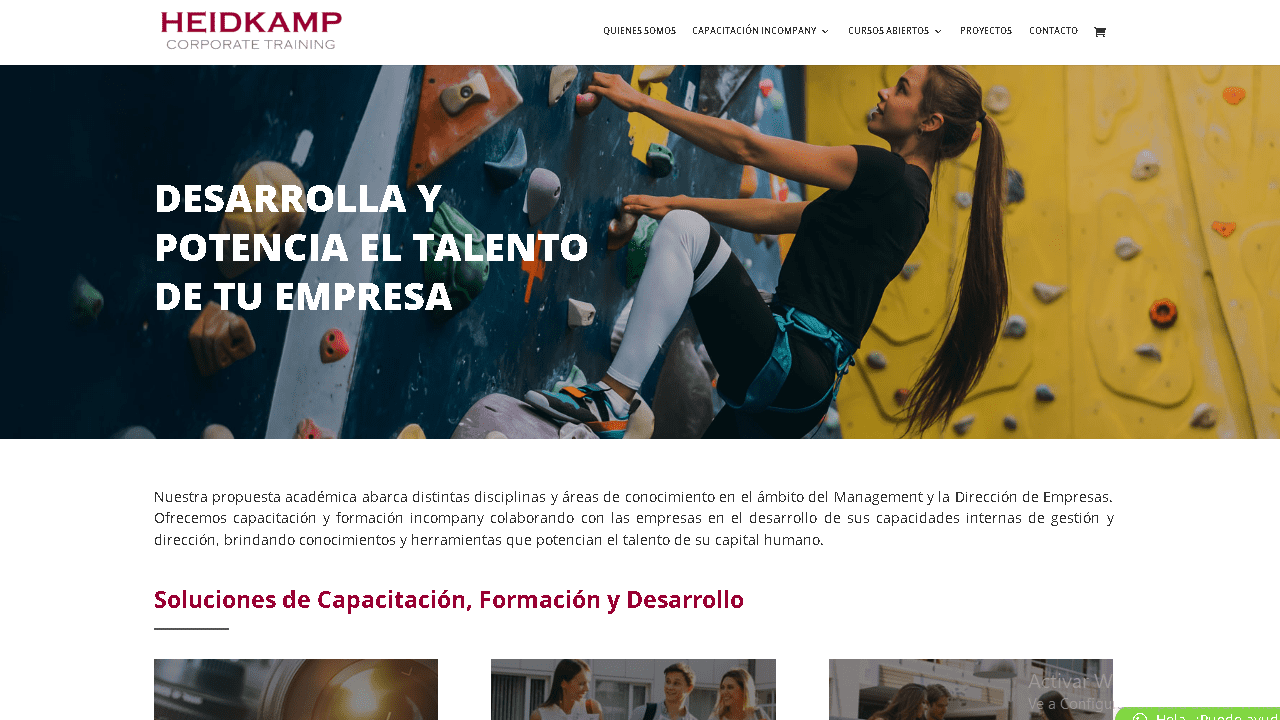 HEIDKAMP
CORPORATE TRAINING
QUIENES SOMOS CAPACITACIÓN INCOMPANY CURSOS ABIERTOS PROYECTOS CONTACTO
DESARROLLA Y
POTENCIA EL TALENTO
DE TU EMPRESA
Nuestra propuesta académica abarca distintas disciplinas y áreas de conocimiento en el ámbito del Management y la Dirección de Empresas.
Ofrecemos capacitación y formación incompany colaborando con las empresas en el desarrollo de sus capacidades internas de gestión y
dirección, brindando conocimientos y herramientas que potencian el talento de su capital humano.
Soluciones de Capacitación, Formación y Desarrollo
Activar W
Ve a Configu